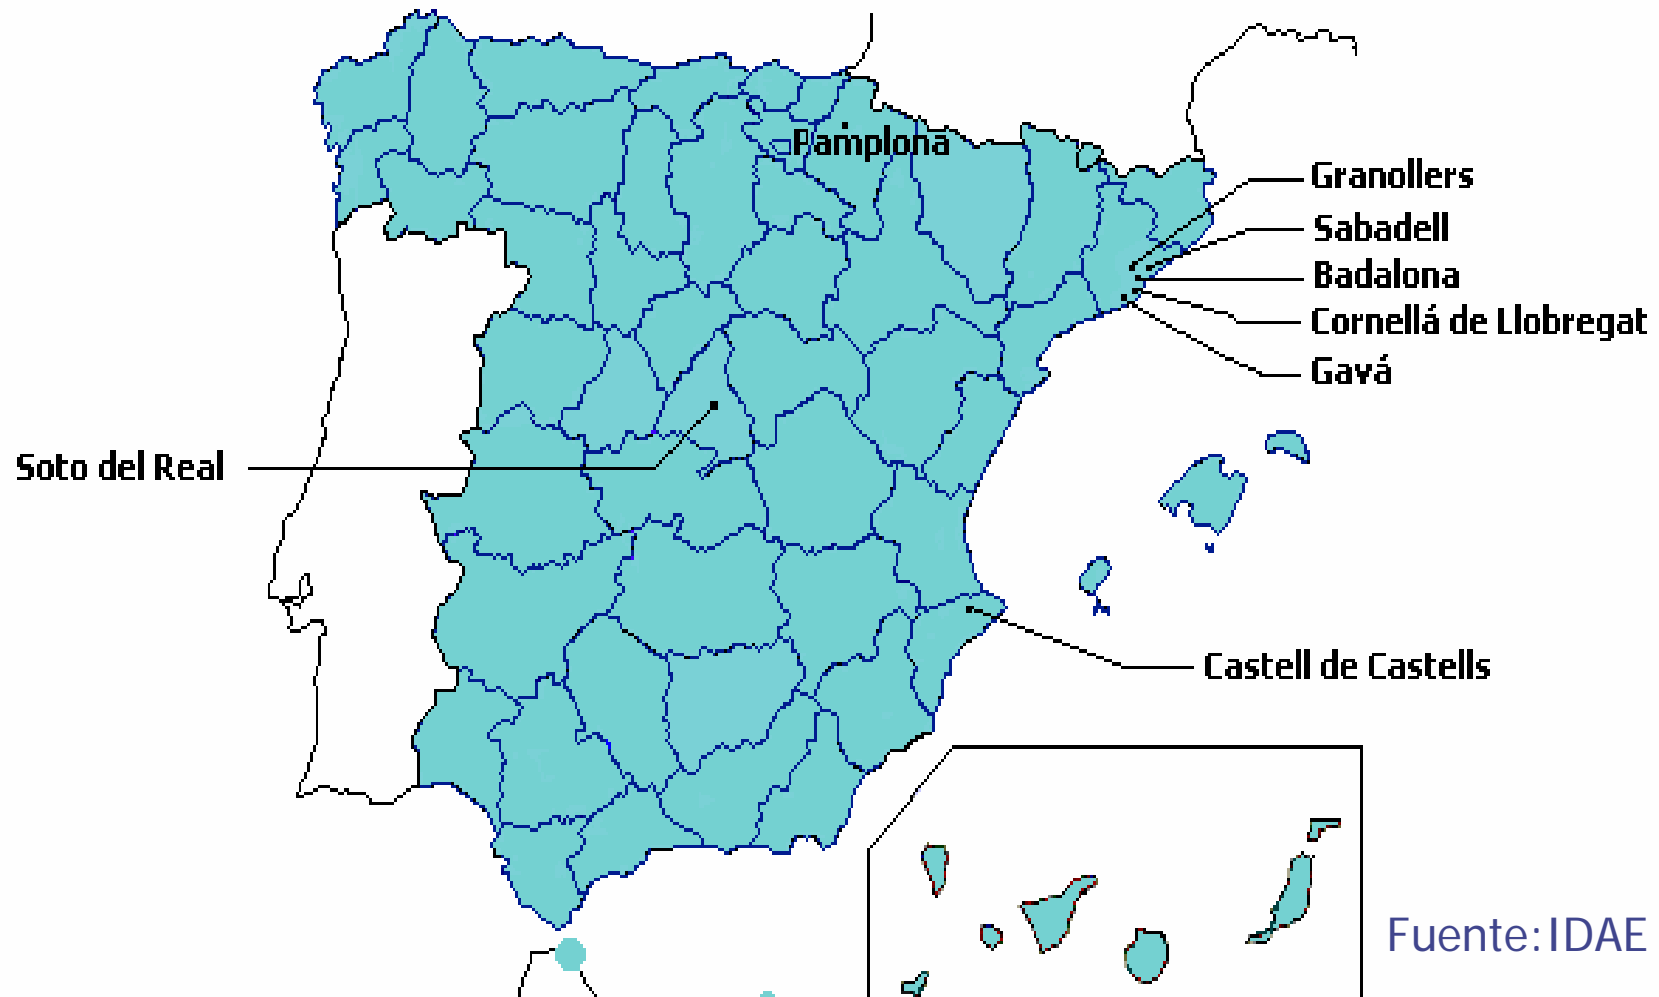 Pamplona
Granollers
Sabadell
Badalona
Cornellá de Llobregat
Gavá
Soto del Real
Castell de Castells
Fuente: IDAE